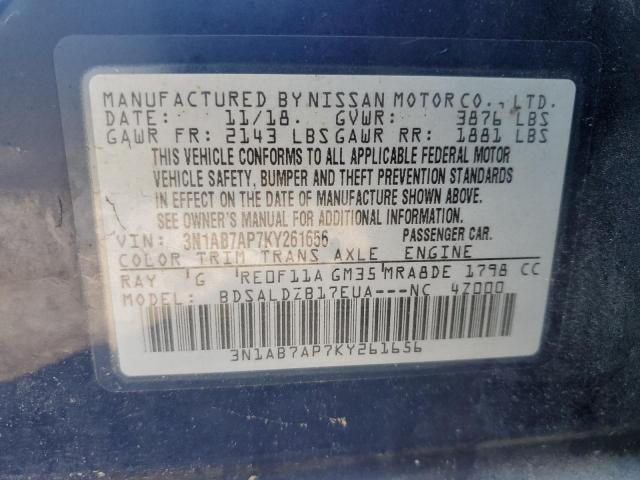 MANUFACTURED BY NISSAN MOTOR CO., LTD.
DATE: 11/18. GVWR: 3876 LBS
GAWR FR: 2143 LBS GAWR RR: 1881 LBS
THIS VEHICLE CONFORMS TO ALL APPLICABLE FEDERAL MOTOR
VEHICLE SAFETY, BUMPER AND THEFT PREVENTION STANDARDS
IN EFFECT ON THE DATE OF MANUFACTURE SHOWN ABOVE.
SEE OWNER'S MANUAL FOR ADDITIONAL INFORMATION.
VIN: 3N1AB7AP7KY261656 PASSENGER CAR.
COLOR TRIM TRANS AXLE ENGINE
RAY G RE0F11A GM35 MRA8DE 1798 CC
MODEL: BDSALDZB17EUA---NC 4Z000
3N1AB7AP7KY261656